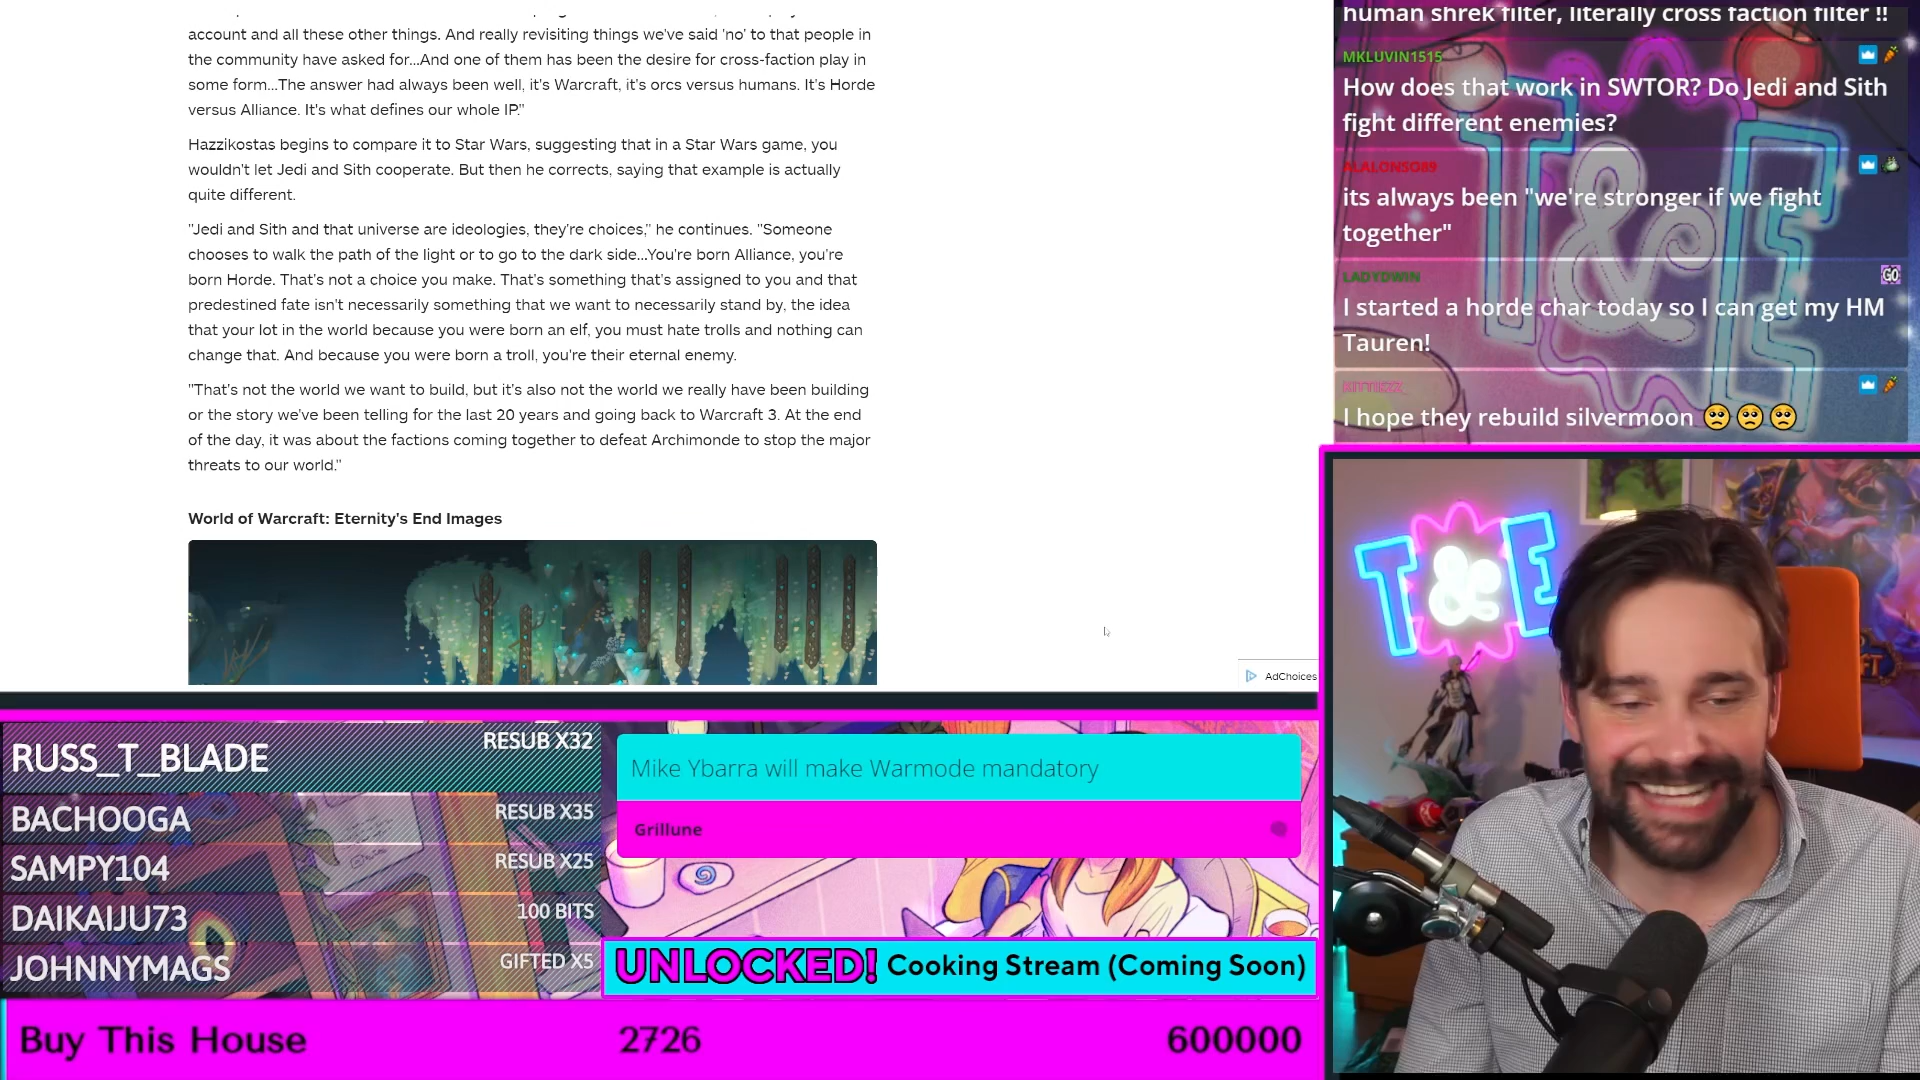 account and all these other things. And really revisiting things we've said 'no' to that people in
the community have asked for...And one of them has been the desire for cross-faction play in
some form...The answer had always been well, it's Warcraft, it's orcs versus humans. It's Horde
versus Alliance. It's what defines our whole IP."
Hazzikostas begins to compare it to Star Wars, suggesting that in a Star Wars game, you
wouldn't let Jedi and Sith cooperate. But then he corrects, saying that example is actually
quite different.
"Jedi and Sith and that universe are ideologies, they're choices," he continues. "Someone
chooses to walk the path of the light or to go to the dark side...You're born Alliance, you're
born Horde. That's not a choice you make. That's something that's assigned to you and that
predestined fate isn't necessarily something that we want to necessarily stand by, the idea
that your lot in the world because you were born an elf, you must hate trolls and nothing can
change that. And because you were born a troll, you're their eternal enemy.
"That's not the world we want to build, but it's also not the world we really have been building
or the story we've been telling for the last 20 years and going back to Warcraft 3. At the end
of the day, it was about the factions coming together to defeat Archimonde to stop the major
threats to our world."
World of Warcraft: Eternity's End Images
AdChoices
human shrek filter, literally cross faction filter !!
MKLUVIN1515
How does that work in SWTOR? Do Jedi and Sith
fight different enemies?
ALALONSO89
its always been "we're stronger if we fight
together"
LADYDWIN
GO
I started a horde char today so I can get my HM
Tauren!
I hope they rebuild silvermoon 🥺🥺🥺
T&E
T&E
RUSS_T_BLADE RESUB X32
BACHOOGA RESUB X35
SAMPY104 RESUB X25
DAIKAIJU73 100 BITS
JOHNNYMAGS GIFTED X5
Mike Ybarra will make Warmode mandatory
Grillune
UNLOCKED! Cooking Stream (Coming Soon)
Buy This House 2726 600000